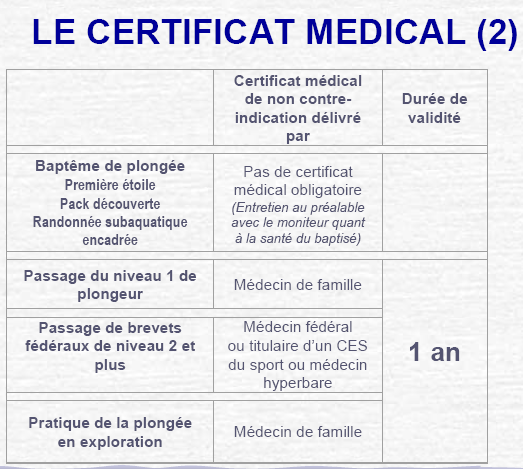 LE CERTIFICAT MEDICAL (2)
Certificat médical
de non contre-
indication délivré
par
Durée de
validité
Baptême de plongée
Première étoile
Pack découverte
Randonnée subaquatique
encadrée
Pas de certificat
médical obligatoire
(Entretien au préalable
avec le moniteur quant
à la santé du baptisé)
Passage du niveau 1 de
plongeur
Médecin de famille
Passage de brevets
fédéraux de niveau 2 et
plus
Médecin fédéral
ou titulaire d'un CES
du sport ou médecin
hyperbare
Pratique de la plongée
en exploration
Médecin de famille
1 an